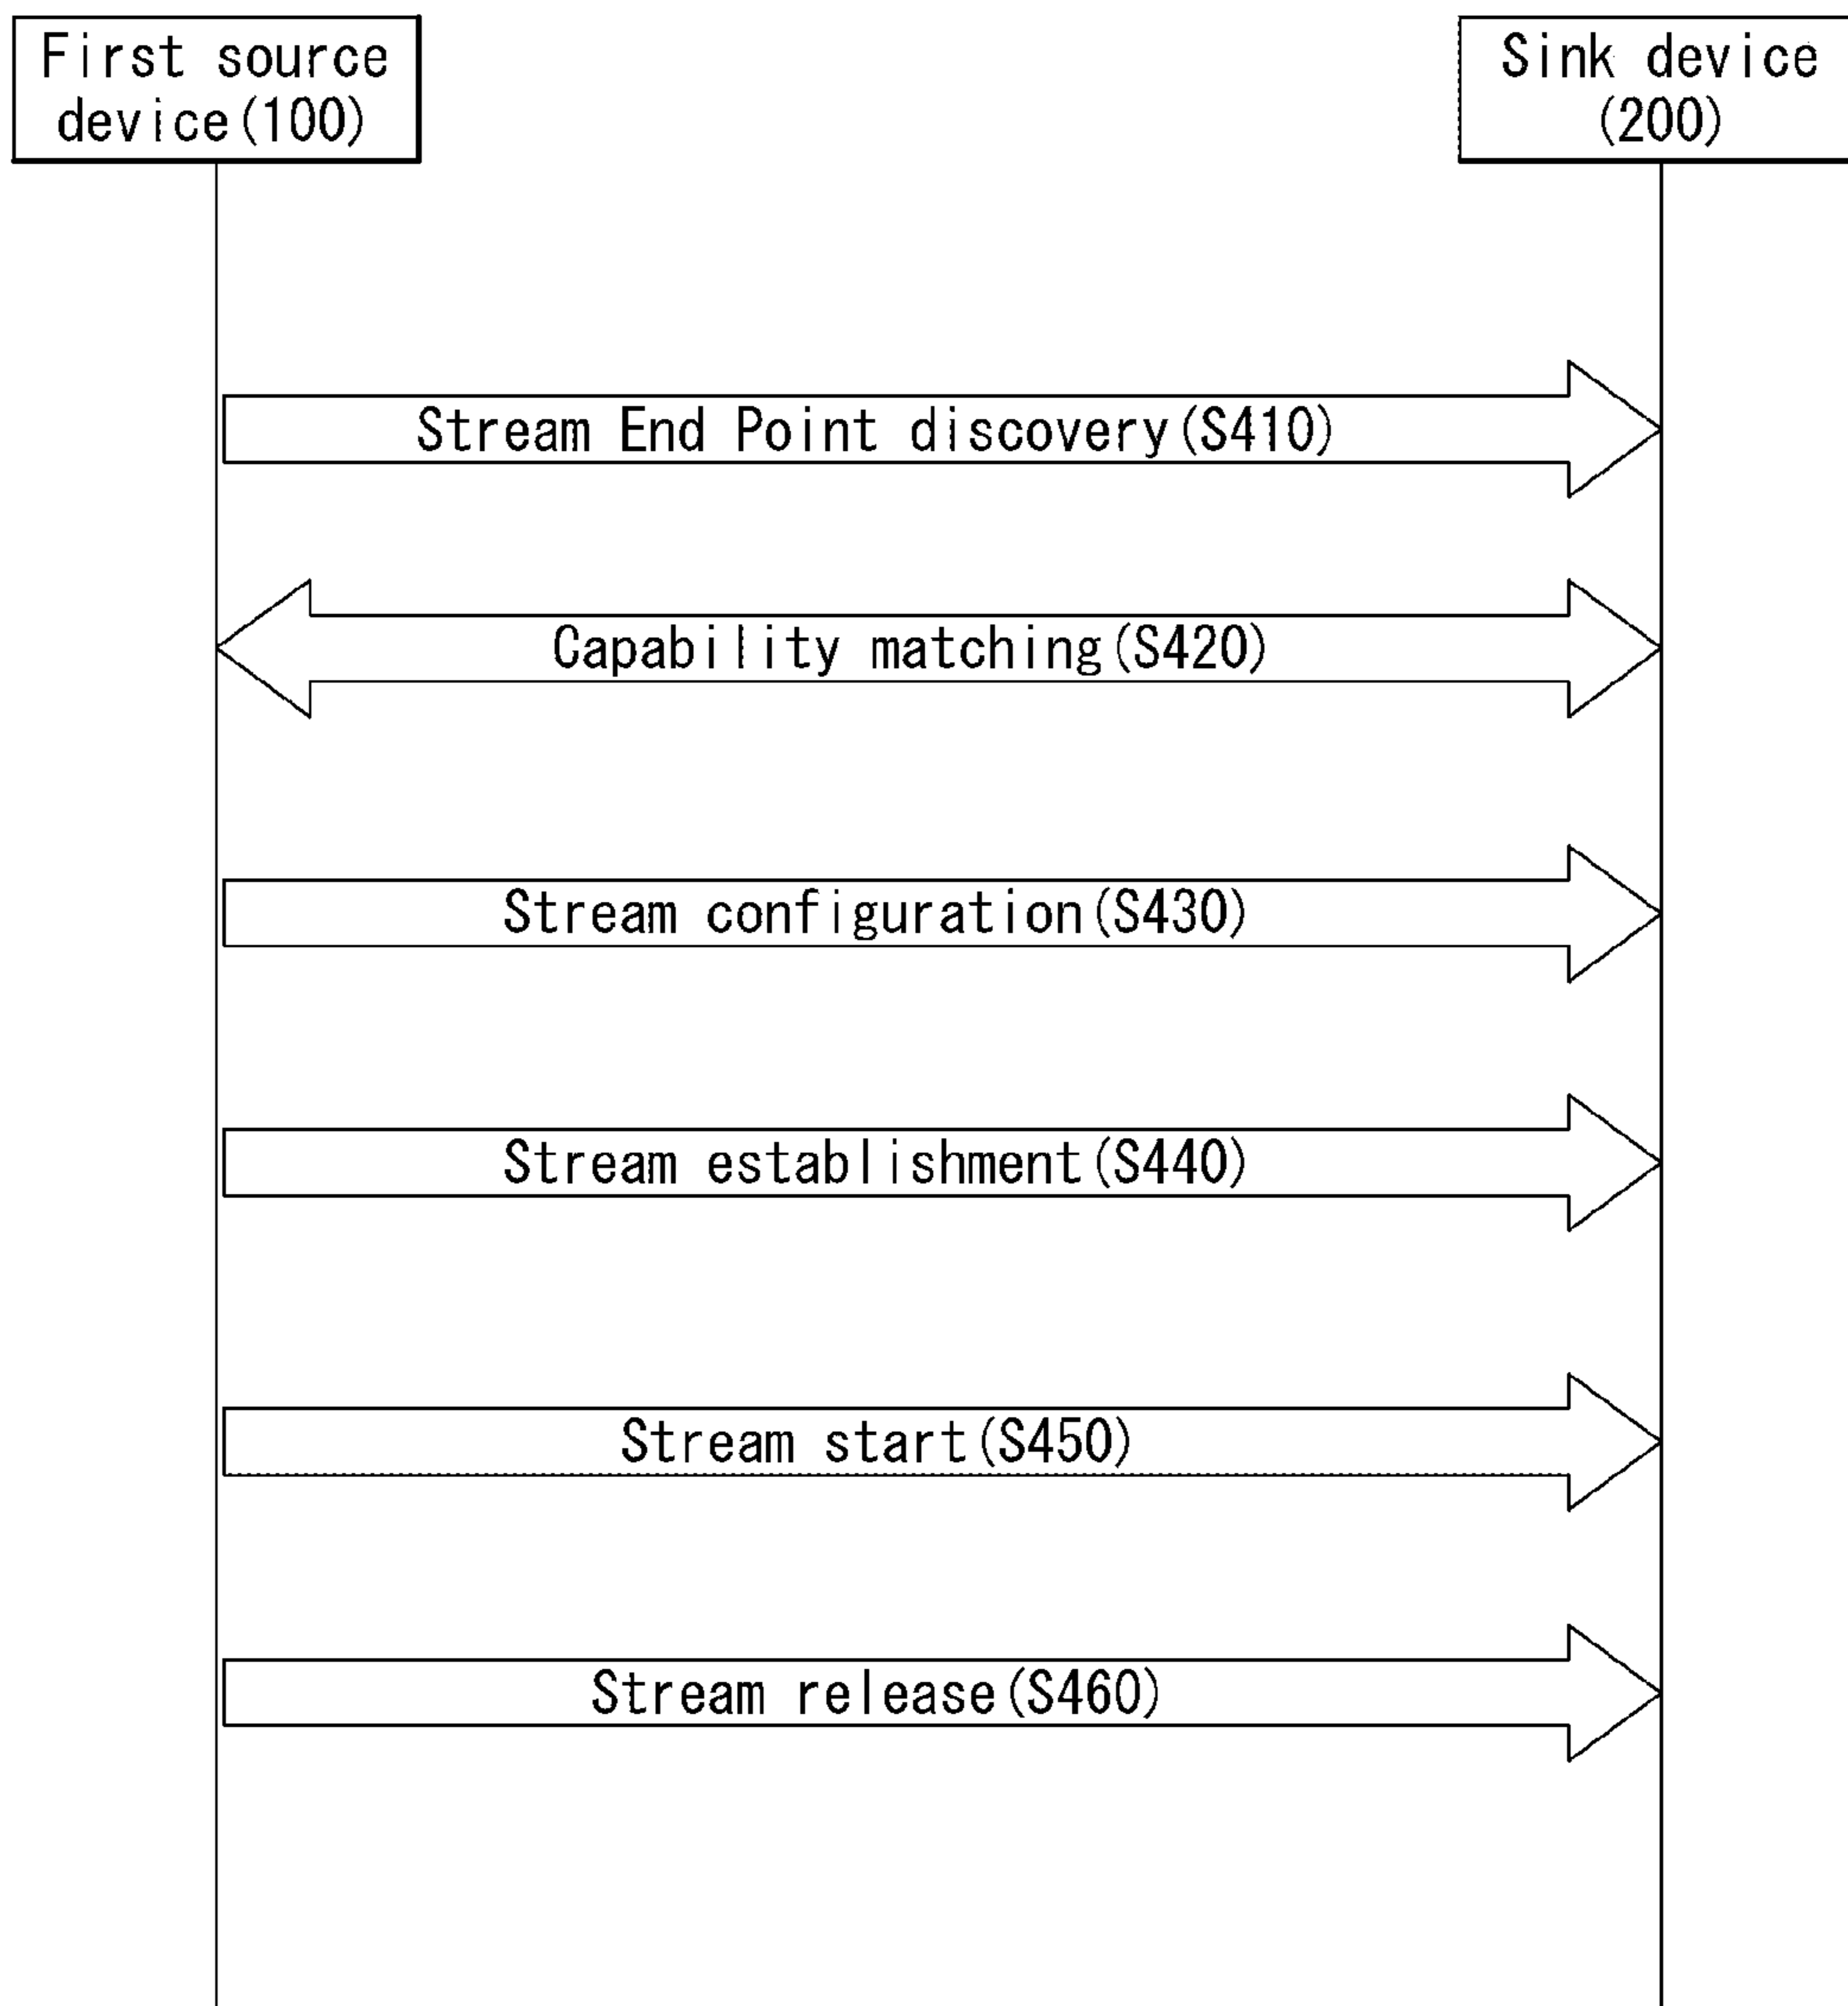 First source
device(100)
Sink device
(200)
Stream End Point discovery(S410)
Capability matching(S420)
Stream configuration(S430)
Stream establishment(S440)
Stream start(S450)
Stream release(S460)